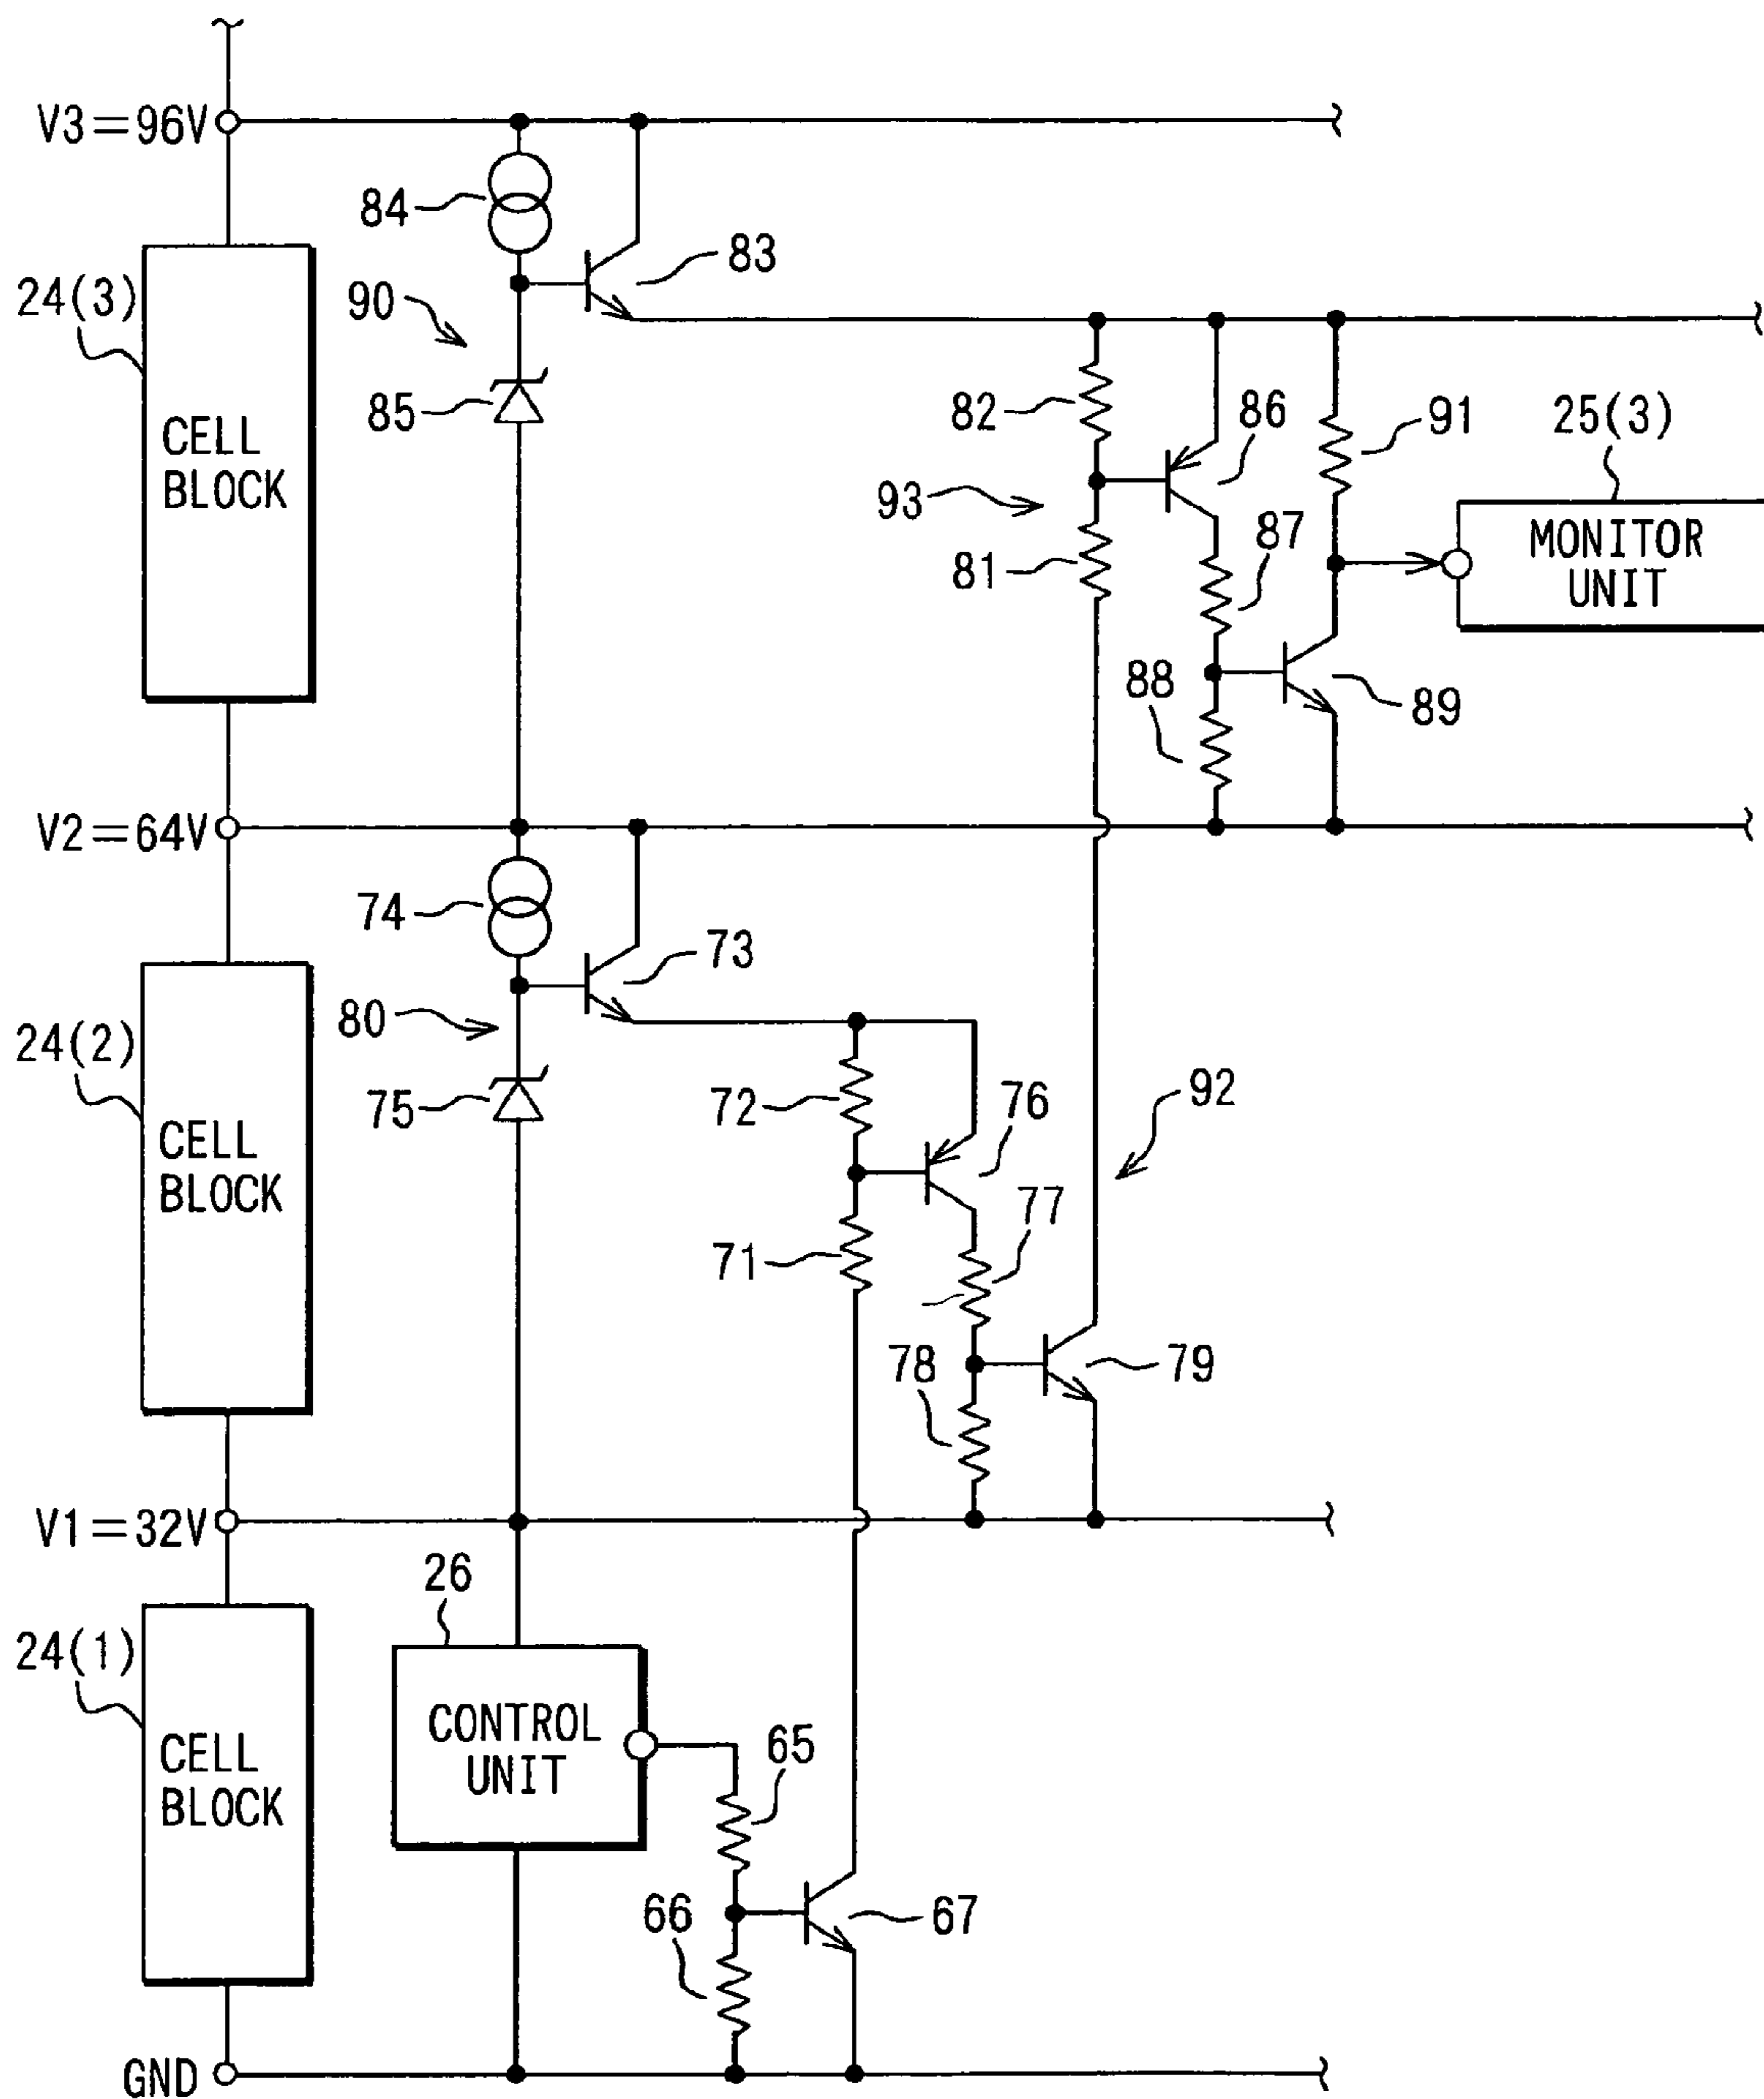 V3=96V
84
83
24(3)
90
85
CELL
BLOCK
82
86
91
25(3)
93
87
MONITOR
UNIT
81
88
89
V2=64V
74
73
80
24(2)
75
72
76
92
CELL
BLOCK
77
71
78
79
V1=32V
26
24(1)
CONTROL
UNIT
65
CELL
BLOCK
66
67
GND